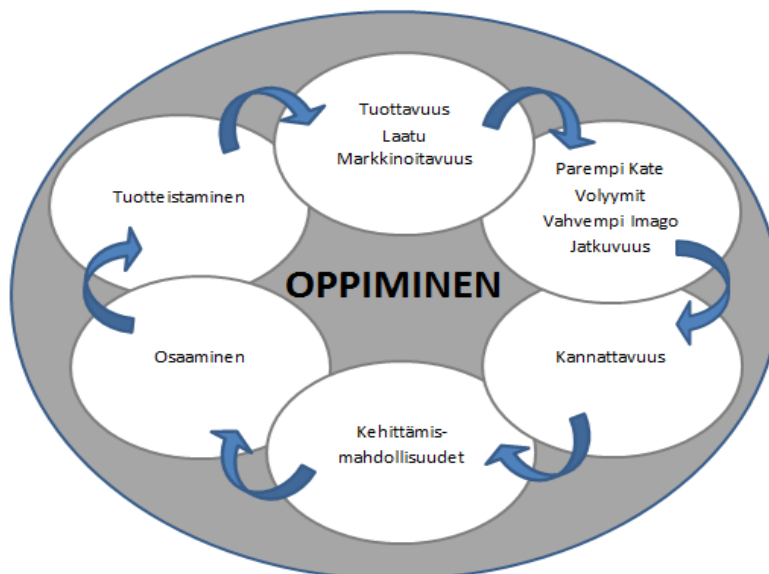 Tuottavuus
Laatu
Markkinoitavuus
Parempi Kate
Volyymit
Vahvempi Imago
Jatkuvuus
Tuotteistaminen
OPPIMINEN
Osaaminen
Kannattavuus
Kehittämis-
mahdollisuudet